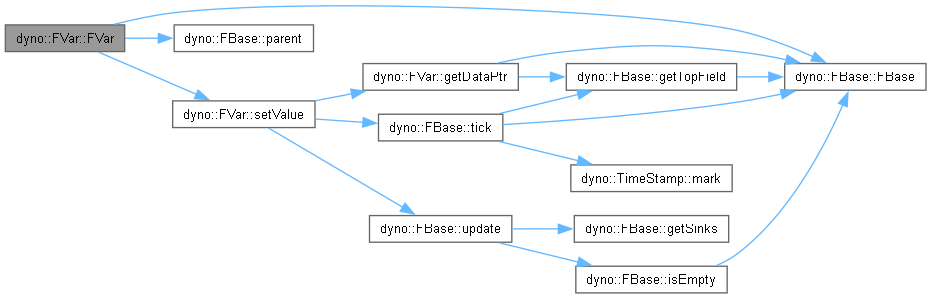 dyno::FVar::FVar
dyno::FBase::parent
dyno::FVar::setValue
dyno::FVar::getDataPtr
dyno::FBase::getTopField
dyno::FBase::FBase
dyno::FBase::tick
dyno::TimeStamp::mark
dyno::FBase::update
dyno::FBase::getSinks
dyno::FBase::isEmpty